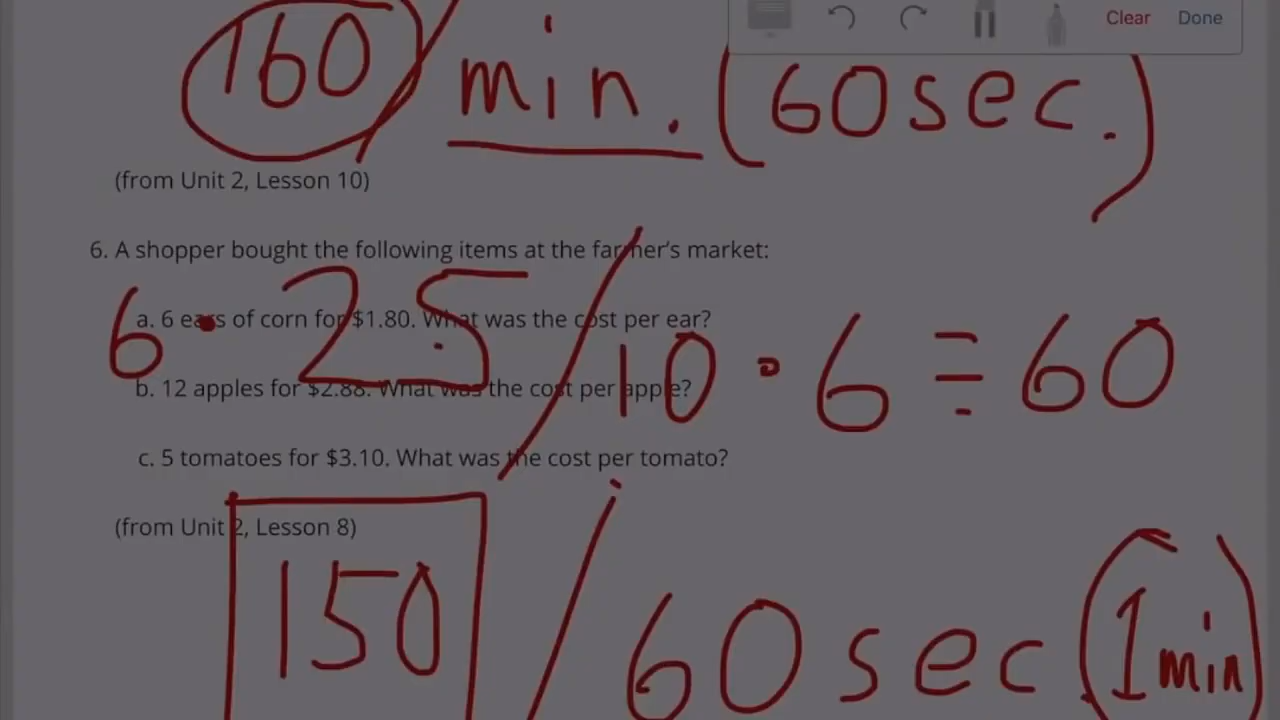 Clear Done
160/ min. (60 sec.)
(from Unit 2, Lesson 10)
6. A shopper bought the following items at the farmer's market:
6 · 25/10 · 6 = 60
a. 6 ears of corn for $1.80. What was the cost per ear?
b. 12 apples for $2.88. What was the cost per apple?
c. 5 tomatoes for $3.10. What was the cost per tomato?
(from Unit 2, Lesson 8)
150 / 60 sec. (1 min)